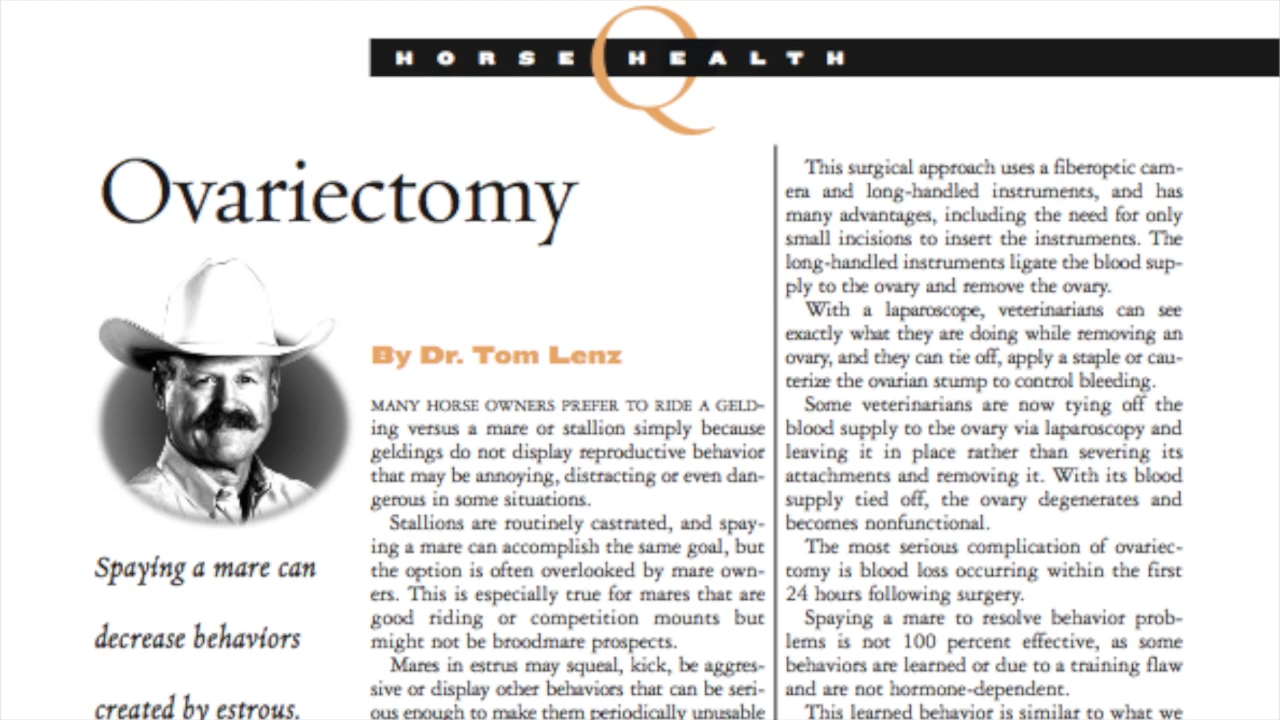 HORSE HEALTH
Q
Ovariectomy
Spaying a mare can
decrease behaviors
created by estrous.
By Dr. Tom Lenz
MANY HORSE OWNERS PREFER TO RIDE A GELD-
ing versus a mare or stallion simply because
geldings do not display reproductive behavior
that may be annoying, distracting or even dan-
gerous in some situations.
Stallions are routinely castrated, and spay-
ing a mare can accomplish the same goal, but
the option is often overlooked by mare own-
ers. This is especially true for mares that are
good riding or competition mounts but
might not be broodmare prospects.
Mares in estrus may squeal, kick, be aggres-
sive or display other behaviors that can be seri-
ous enough to make them periodically unusable
This surgical approach uses a fiberoptic cam-
era and long-handled instruments, and has
many advantages, including the need for only
small incisions to insert the instruments. The
long-handled instruments ligate the blood sup-
ply to the ovary and remove the ovary.
With a laparoscope, veterinarians can see
exactly what they are doing while removing an
ovary, and they can tie off, apply a staple or cau-
terize the ovarian stump to control bleeding.
Some veterinarians are now tying off the
blood supply to the ovary via laparoscopy and
leaving it in place rather than severing its
attachments and removing it. With its blood
supply tied off, the ovary degenerates and
becomes nonfunctional.
The most serious complication of ovariec-
tomy is blood loss occurring within the first
24 hours following surgery.
Spaying a mare to resolve behavior prob-
lems is not 100 percent effective, as some
behaviors are learned or due to a training flaw
and are not hormone-dependent.
This learned behavior is similar to what we